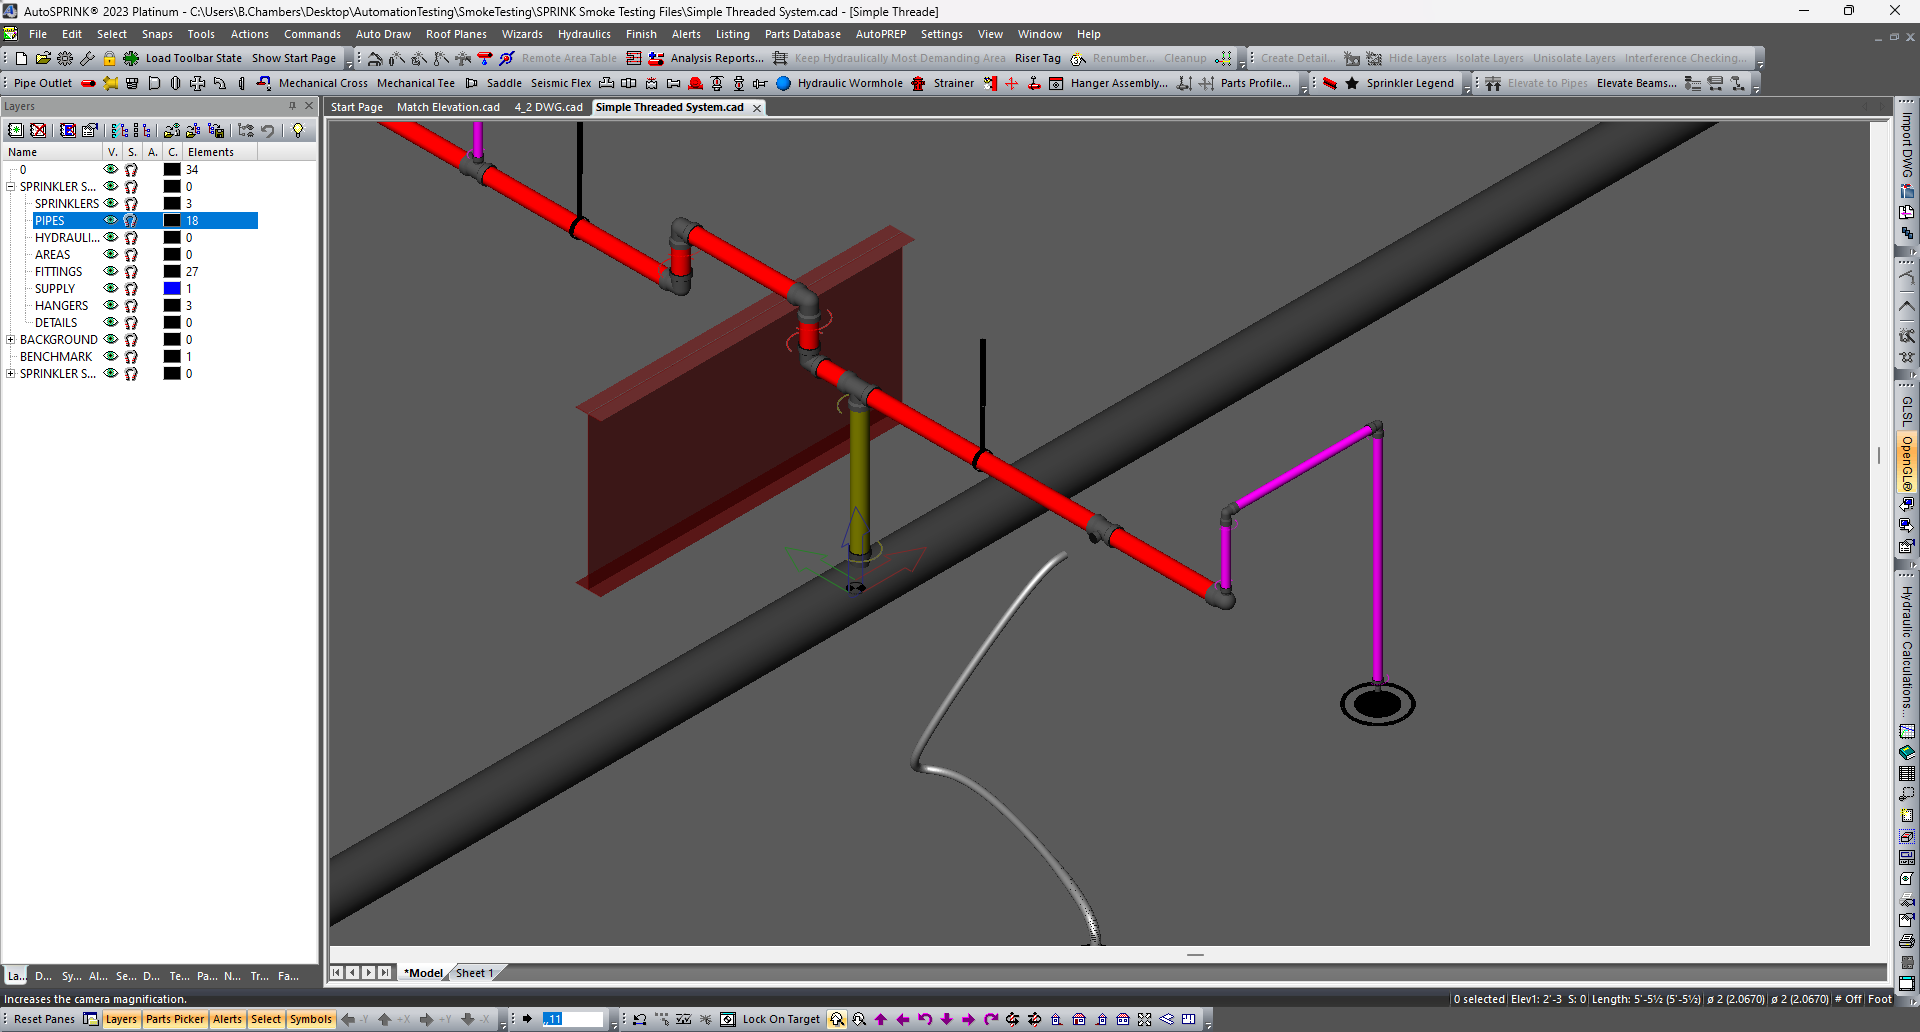 AutoSPRINK® 2023 Platinum - C:\Users\B.Chambers\Desktop\AutomationTesting\SmokeTesting\SPRINK Smoke Testing Files\Simple Threaded System.cad - [Simple Threade]
File Edit Select Snaps Tools Actions Commands Auto Draw Roof Planes Wizards Hydraulics Finish Alerts Listing Parts Database AutoPREP Settings View Window Help
Load Toolbar State Show Start Page Remote Area Table Analysis Reports... Keep Hydraulically Most Demanding Area Riser Tag Renumber... Cleanup Create Detail... Hide Layers Isolate Layers Unisolate Layers Interference Checking...
Pipe Outlet Mechanical Cross Mechanical Tee Saddle Seismic Flex Hydraulic Wormhole Strainer Hanger Assembly... Parts Profile... Sprinkler Legend Elevate to Pipes Elevate Beams...
Layers
Start Page Match Elevation.cad 4_2 DWG.cad Simple Threaded System.cad
Name V. S. A. C. Elements
0 34
SPRINKLER S... 0
SPRINKLERS 3
PIPES 18
HYDRAULI... 0
AREAS 0
FITTINGS 27
SUPPLY 1
HANGERS 3
DETAILS 0
BACKGROUND 0
BENCHMARK 1
SPRINKLER S... 0
Import DWG
GLSL
OpenGL®
Hydraulic Calculations...
La... D... Sy... Al... Se... D... Te... Pa... N... Tr... Fa...
*Model Sheet 1
Increases the camera magnification.
0 selected Elev1: 2'-3 S: 0 Length: 5'-5½ (5'-5½) ø 2 (2.0670) ø 2 (2.0670) # Off Foot
Reset Panes Layers Parts Picker Alerts Select Symbols -Y +X +Y -X ,,11 Lock On Target